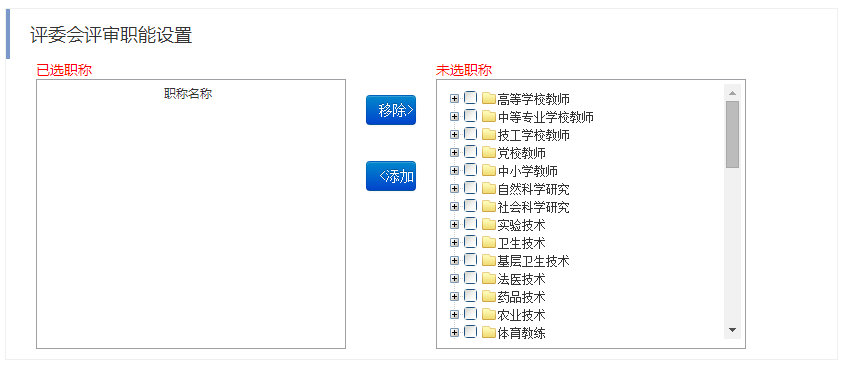 评委会评审职能设置
已选职称
职称名称
移除>
<添加
未选职称
高等学校教师
中等专业学校教师
技工学校教师
党校教师
中小学教师
自然科学研究
社会科学研究
实验技术
卫生技术
基层卫生技术
法医技术
药品技术
农业技术
体育教练